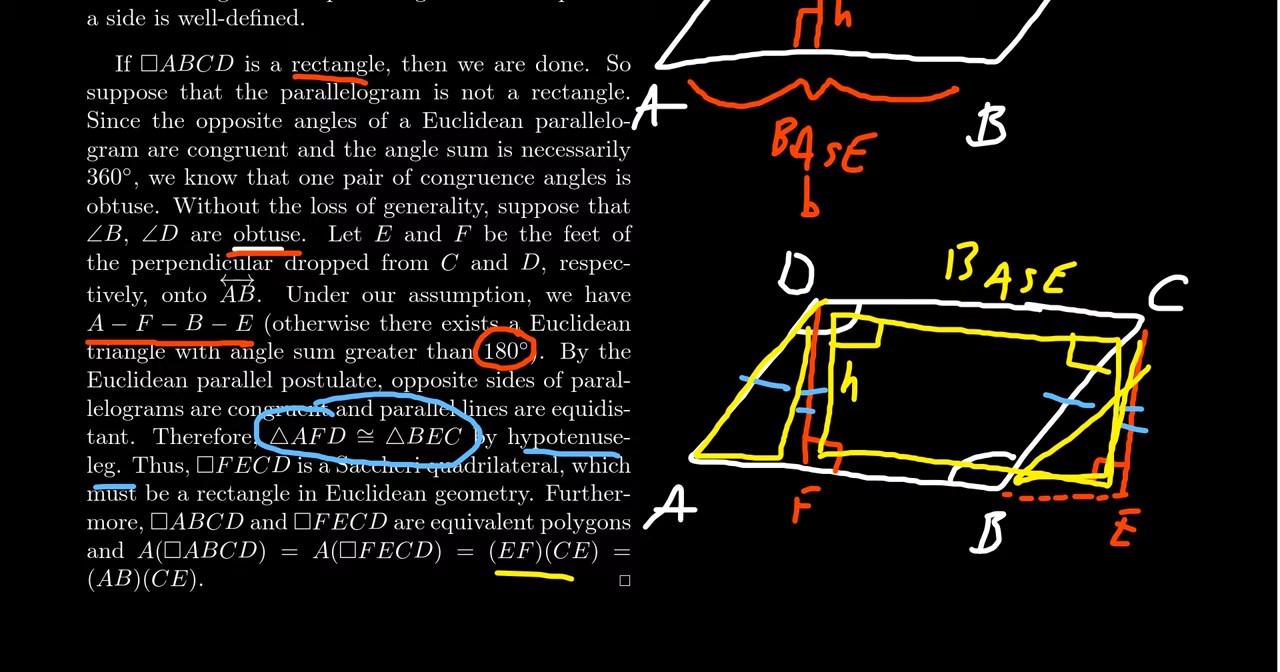 a side is well-defined.
If □ABCD is a rectangle, then we are done. So
suppose that the parallelogram is not a rectangle.
Since the opposite angles of a Euclidean parallelo-
gram are congruent and the angle sum is necessarily
360°, we know that one pair of congruence angles is
obtuse. Without the loss of generality, suppose that
∠B, ∠D are obtuse. Let E and F be the feet of
the perpendicular dropped from C and D, respec-
tively, onto A͞B͞. Under our assumption, we have
A − F − B − E (otherwise there exists a Euclidean
triangle with angle sum greater than 180°). By the
Euclidean parallel postulate, opposite sides of paral-
lelograms are congruent and parallel lines are equidis-
tant. Therefore, △AFD ≅ △BEC by hypotenuse-
leg. Thus, □FECD is a Saccheri quadrilateral, which
must be a rectangle in Euclidean geometry. Further-
more, □ABCD and □FECD are equivalent polygons
and A(□ABCD) = A(□FECD) = (EF)(CE) =
(AB)(CE). □
h
A
B
BASE
b
D
BASE
C
h
A
F
B
E